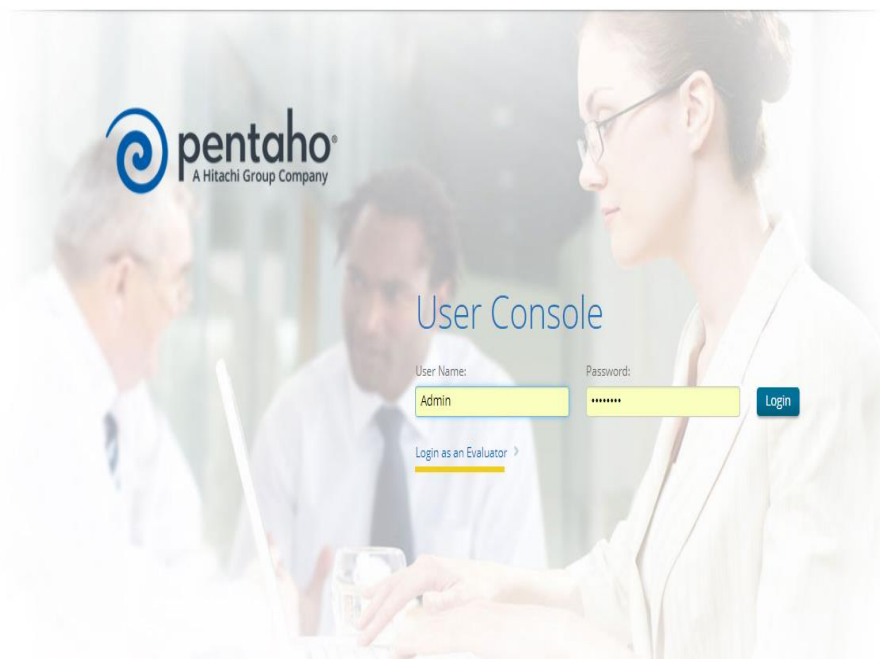 pentaho®
A Hitachi Group Company
User Console
User Name:
Password:
Admin
••••••••
Login
Login as an Evaluator >